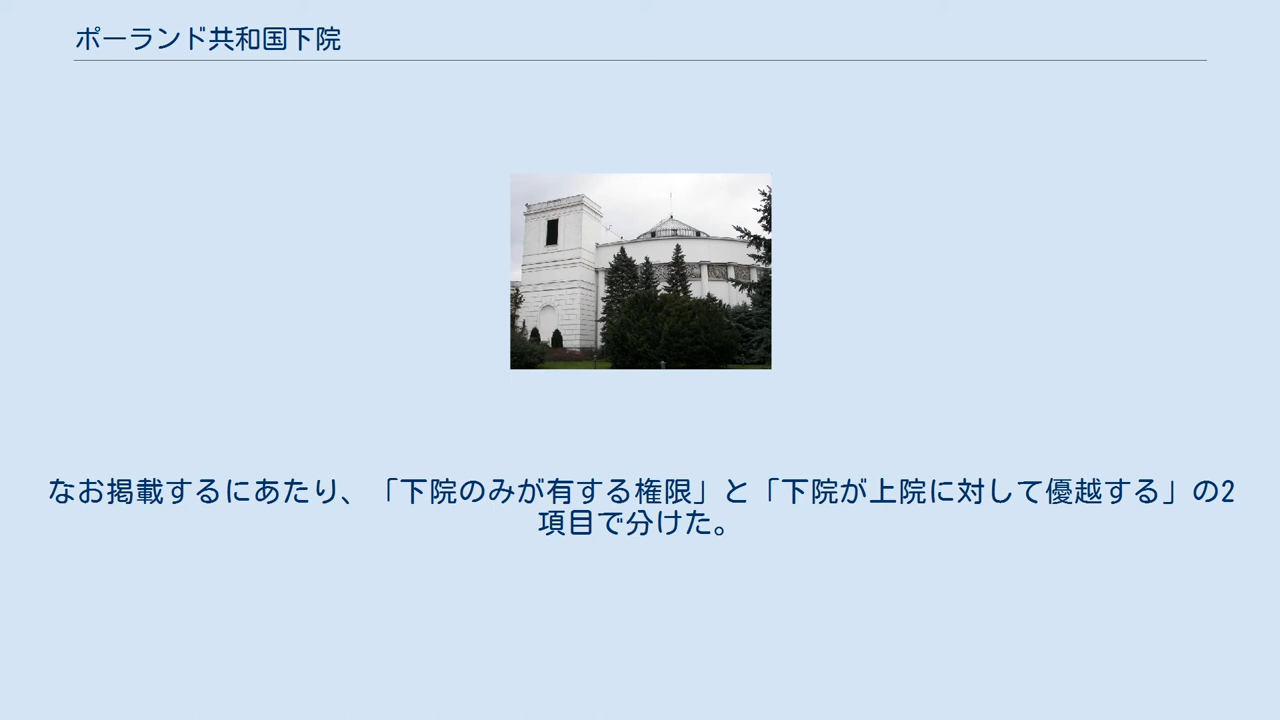 ポーランド共和国下院
なお掲載するにあたり、「下院のみが有する権限」と「下院が上院に対して優越する」の2
項目で分けた。